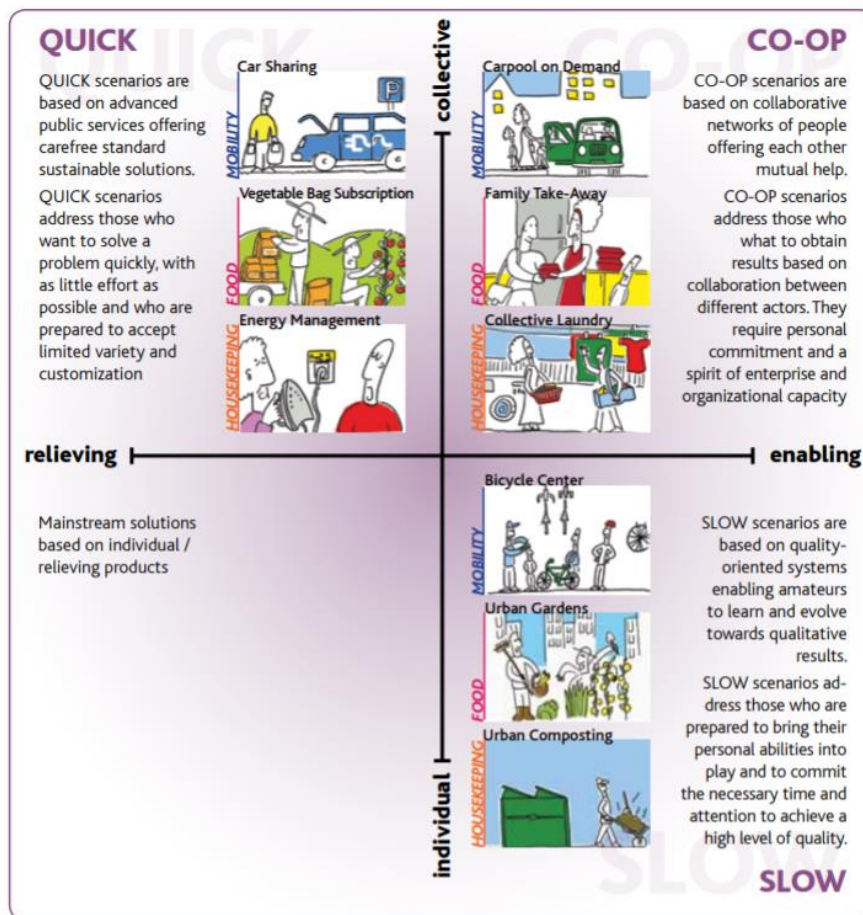 QUICK
QUICK scenarios are
based on advanced
public services offering
carefree standard
sustainable solutions.
QUICK scenarios
address those who
want to solve a
problem quickly, with
as little effort as
possible and who are
prepared to accept
limited variety and
customization
Car Sharing
MOBILITY
P
Vegetable Bag Subscription
FOOD
Energy Management
HOUSEKEEPING
collective
CO-OP
Carpool on Demand
MOBILITY
Family Take-Away
FOOD
Collective Laundry
HOUSEKEEPING
CO-OP scenarios are
based on collaborative
networks of people
offering each other
mutual help.
CO-OP scenarios
address those who
what to obtain
results based on
collaboration between
different actors. They
require personal
commitment and a
spirit of enterprise and
organizational capacity
relieving
enabling
Mainstream solutions
based on individual /
relieving products
Bicycle Center
MOBILITY
Urban Gardens
FOOD
Urban Composting
HOUSEKEEPING
individual
SLOW scenarios are
based on quality-
oriented systems
enabling amateurs
to learn and evolve
towards qualitative
results.
SLOW scenarios ad-
dress those who are
prepared to bring their
personal abilities into
play and to commit
the necessary time and
attention to achieve a
high level of quality.
SLOW
QUICK
CO-OP
SLOW